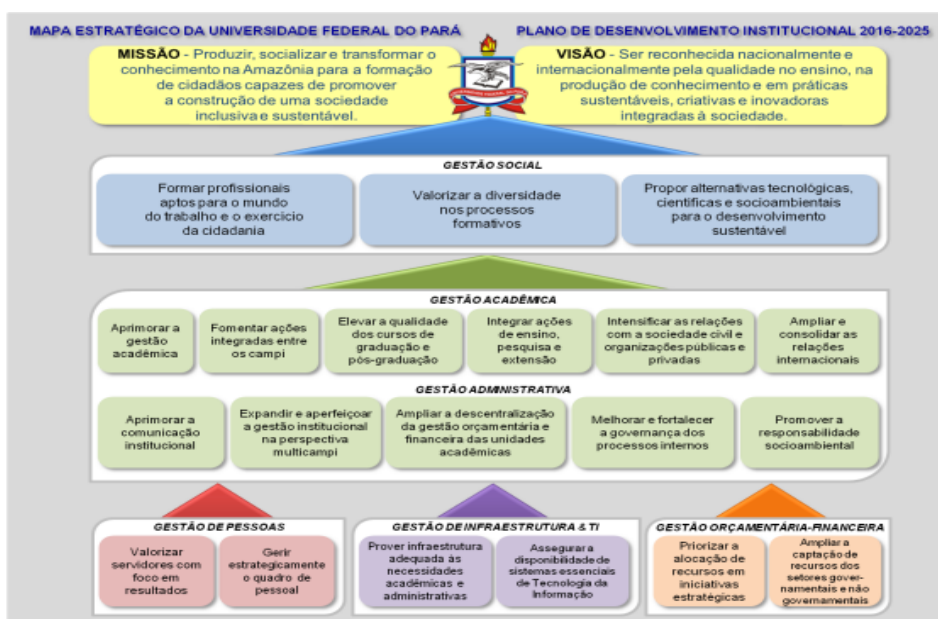 MAPA ESTRATÉGICO DA UNIVERSIDADE FEDERAL DO PARÁ
PLANO DE DESENVOLVIMENTO INSTITUCIONAL 2016-2025
MISSÃO - Produzir, socializar e transformar o
conhecimento na Amazônia para a formação
de cidadãos capazes de promover
a construção de uma sociedade
inclusiva e sustentável.
VISÃO - Ser reconhecida nacionalmente e
internacionalmente pela qualidade no ensino, na
produção de conhecimento e em práticas
sustentáveis, criativas e inovadoras
integradas à sociedade.
GESTÃO SOCIAL
Formar profissionais
aptos para o mundo
do trabalho e o exercício
da cidadania
Valorizar a diversidade
nos processos
formativos
Propor alternativas tecnológicas,
científicas e socioambientais
para o desenvolvimento
sustentável
GESTÃO ACADÊMICA
Aprimorar a
gestão
acadêmica
Fomentar ações
integradas entre
os campi
Elevar a qualidade
dos cursos de
graduação e
pós-graduação
Integrar ações
de ensino,
pesquisa e
extensão
Intensificar as relações
com a sociedade civil e
organizações públicas e
privadas
Ampliar e
consolidar as
relações
internacionais
GESTÃO ADMINISTRATIVA
Aprimorar a
comunicação
institucional
Expandir e aperfeiçoar
a gestão institucional
na perspectiva
multicampi
Ampliar a descentralização
da gestão orçamentária e
financeira das unidades
acadêmicas
Melhorar e fortalecer
a governança dos
processos internos
Promover a
responsabilidade
socioambiental
GESTÃO DE PESSOAS
Valorizar
servidores com
foco em
resultados
Gerir
estrategicamente
o quadro de
pessoal
GESTÃO DE INFRAESTRUTURA & TI
Prover infraestrutura
adequada às
necessidades
acadêmicas e
administrativas
Assegurar a
disponibilidade de
sistemas essenciais
de Tecnologia da
Informação
GESTÃO ORÇAMENTÁRIA-FINANCEIRA
Priorizar a
alocação de
recursos em
iniciativas
estratégicas
Ampliar a
captação de
recursos dos
setores gover-
namentais e não
governamentais